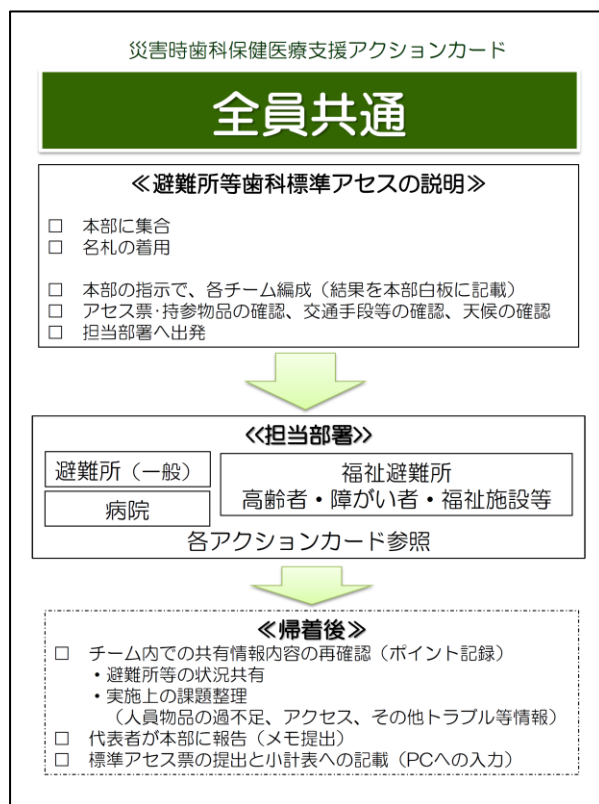 災害時歯科保健医療支援アクションカード
全員共通
≪避難所等歯科標準アセスの説明≫
□ 本部に集合
□ 名札の着用
□ 本部の指示で、各チーム編成（結果を本部白板に記載）
□ アセス票･持参物品の確認、交通手段等の確認、天候の確認
□ 担当部署へ出発
≪担当部署≫
避難所（一般）
病院
福祉避難所
高齢者・障がい者・福祉施設等
各アクションカード参照
≪帰着後≫
□ チーム内での共有情報内容の再確認（ポイント記録）
・避難所等の状況共有
・実施上の課題整理
（人員物品の過不足、アクセス、その他トラブル等情報）
□ 代表者が本部に報告（メモ提出）
□ 標準アセス票の提出と小計表への記載（PCへの入力）